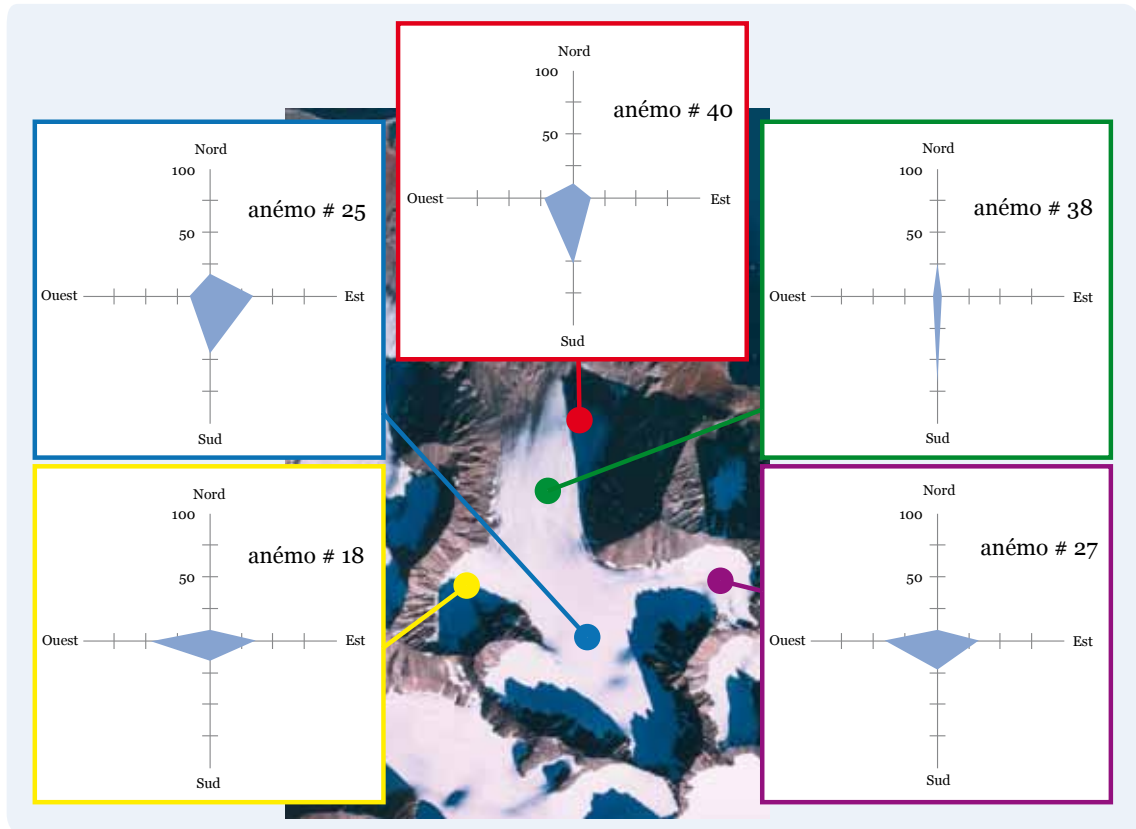 Nord
100
anémo # 40
50
Ouest
Est
Sud
Nord
100
anémo # 25
50
Ouest
Est
Sud
Nord
100
anémo # 38
50
Ouest
Est
Sud
Nord
100
anémo # 18
50
Ouest
Est
Sud
Nord
100
anémo # 27
50
Ouest
Est
Sud